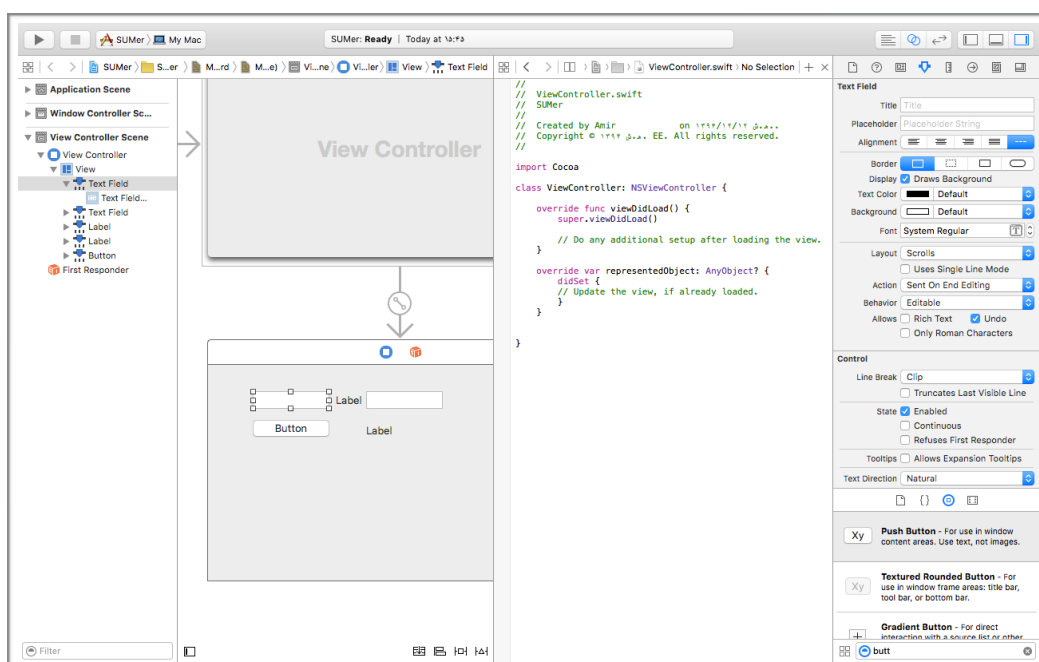 SUMer 〉 My Mac
SUMer: Ready | Today at ۱۵:۴۵
SUMer 〉 S...er 〉 M...rd 〉 M...e) 〉 Vi...ne) 〉 Vi...ler) 〉 View 〉 Text Field
ViewController.swift 〉 No Selection
Application Scene
Window Controller Sc...
View Controller Scene
View Controller
View
Text Field
Text Field...
Text Field
Label
Label
Button
First Responder
Filter
View Controller
Label
Button
Label
//
// ViewController.swift
// SUMer
//
// Created by Amir on ۱۳۹۴/۱۲/۱۲ ه‍.ش..
// Copyright © ۱۳۹۴ ه‍.ش. EE. All rights reserved.
//
import Cocoa
class ViewController: NSViewController {
override func viewDidLoad() {
super.viewDidLoad()
// Do any additional setup after loading the view.
}
override var representedObject: AnyObject? {
didSet {
// Update the view, if already loaded.
}
}
}
Text Field
Title Title
Placeholder Placeholder String
Alignment
Border
Display Draws Background
Text Color Default
Background Default
Font System Regular
Layout Scrolls
Uses Single Line Mode
Action Sent On End Editing
Behavior Editable
Allows Rich Text Undo
Only Roman Characters
Control
Line Break Clip
Truncates Last Visible Line
State Enabled
Continuous
Refuses First Responder
Tooltips Allows Expansion Tooltips
Text Direction Natural
{}
Xy
Push Button - For use in window
content areas. Use text, not images.
Xy
Textured Rounded Button - For
use in window frame areas: title bar,
tool bar, or bottom bar.
Gradient Button - For direct
interaction with a source list or other
butt